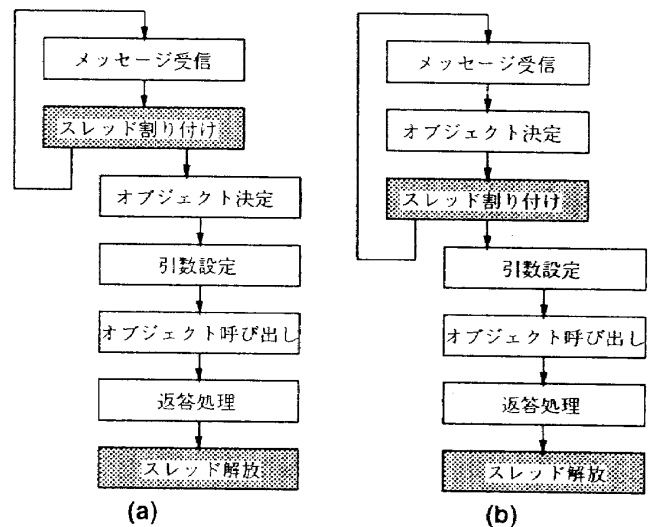 メッセージ受信
スレッド割り付け
オブジェクト決定
引数設定
オブジェクト呼び出し
返答処理
スレッド解放
(a)
メッセージ受信
オブジェクト決定
スレッド割り付け
引数設定
オブジェクト呼び出し
返答処理
スレッド解放
(b)